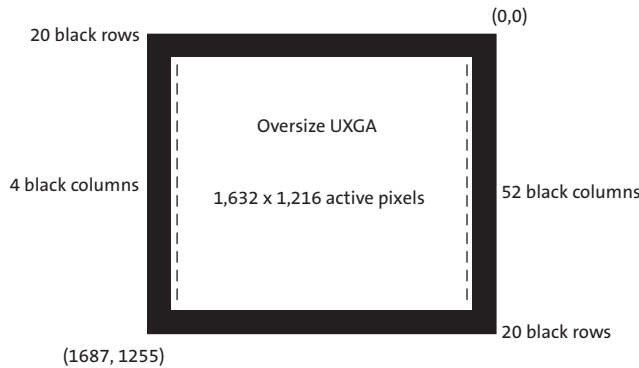 (0,0)
20 black rows
Oversize UXGA
4 black columns
1,632 x 1,216 active pixels
52 black columns
20 black rows
(1687, 1255)